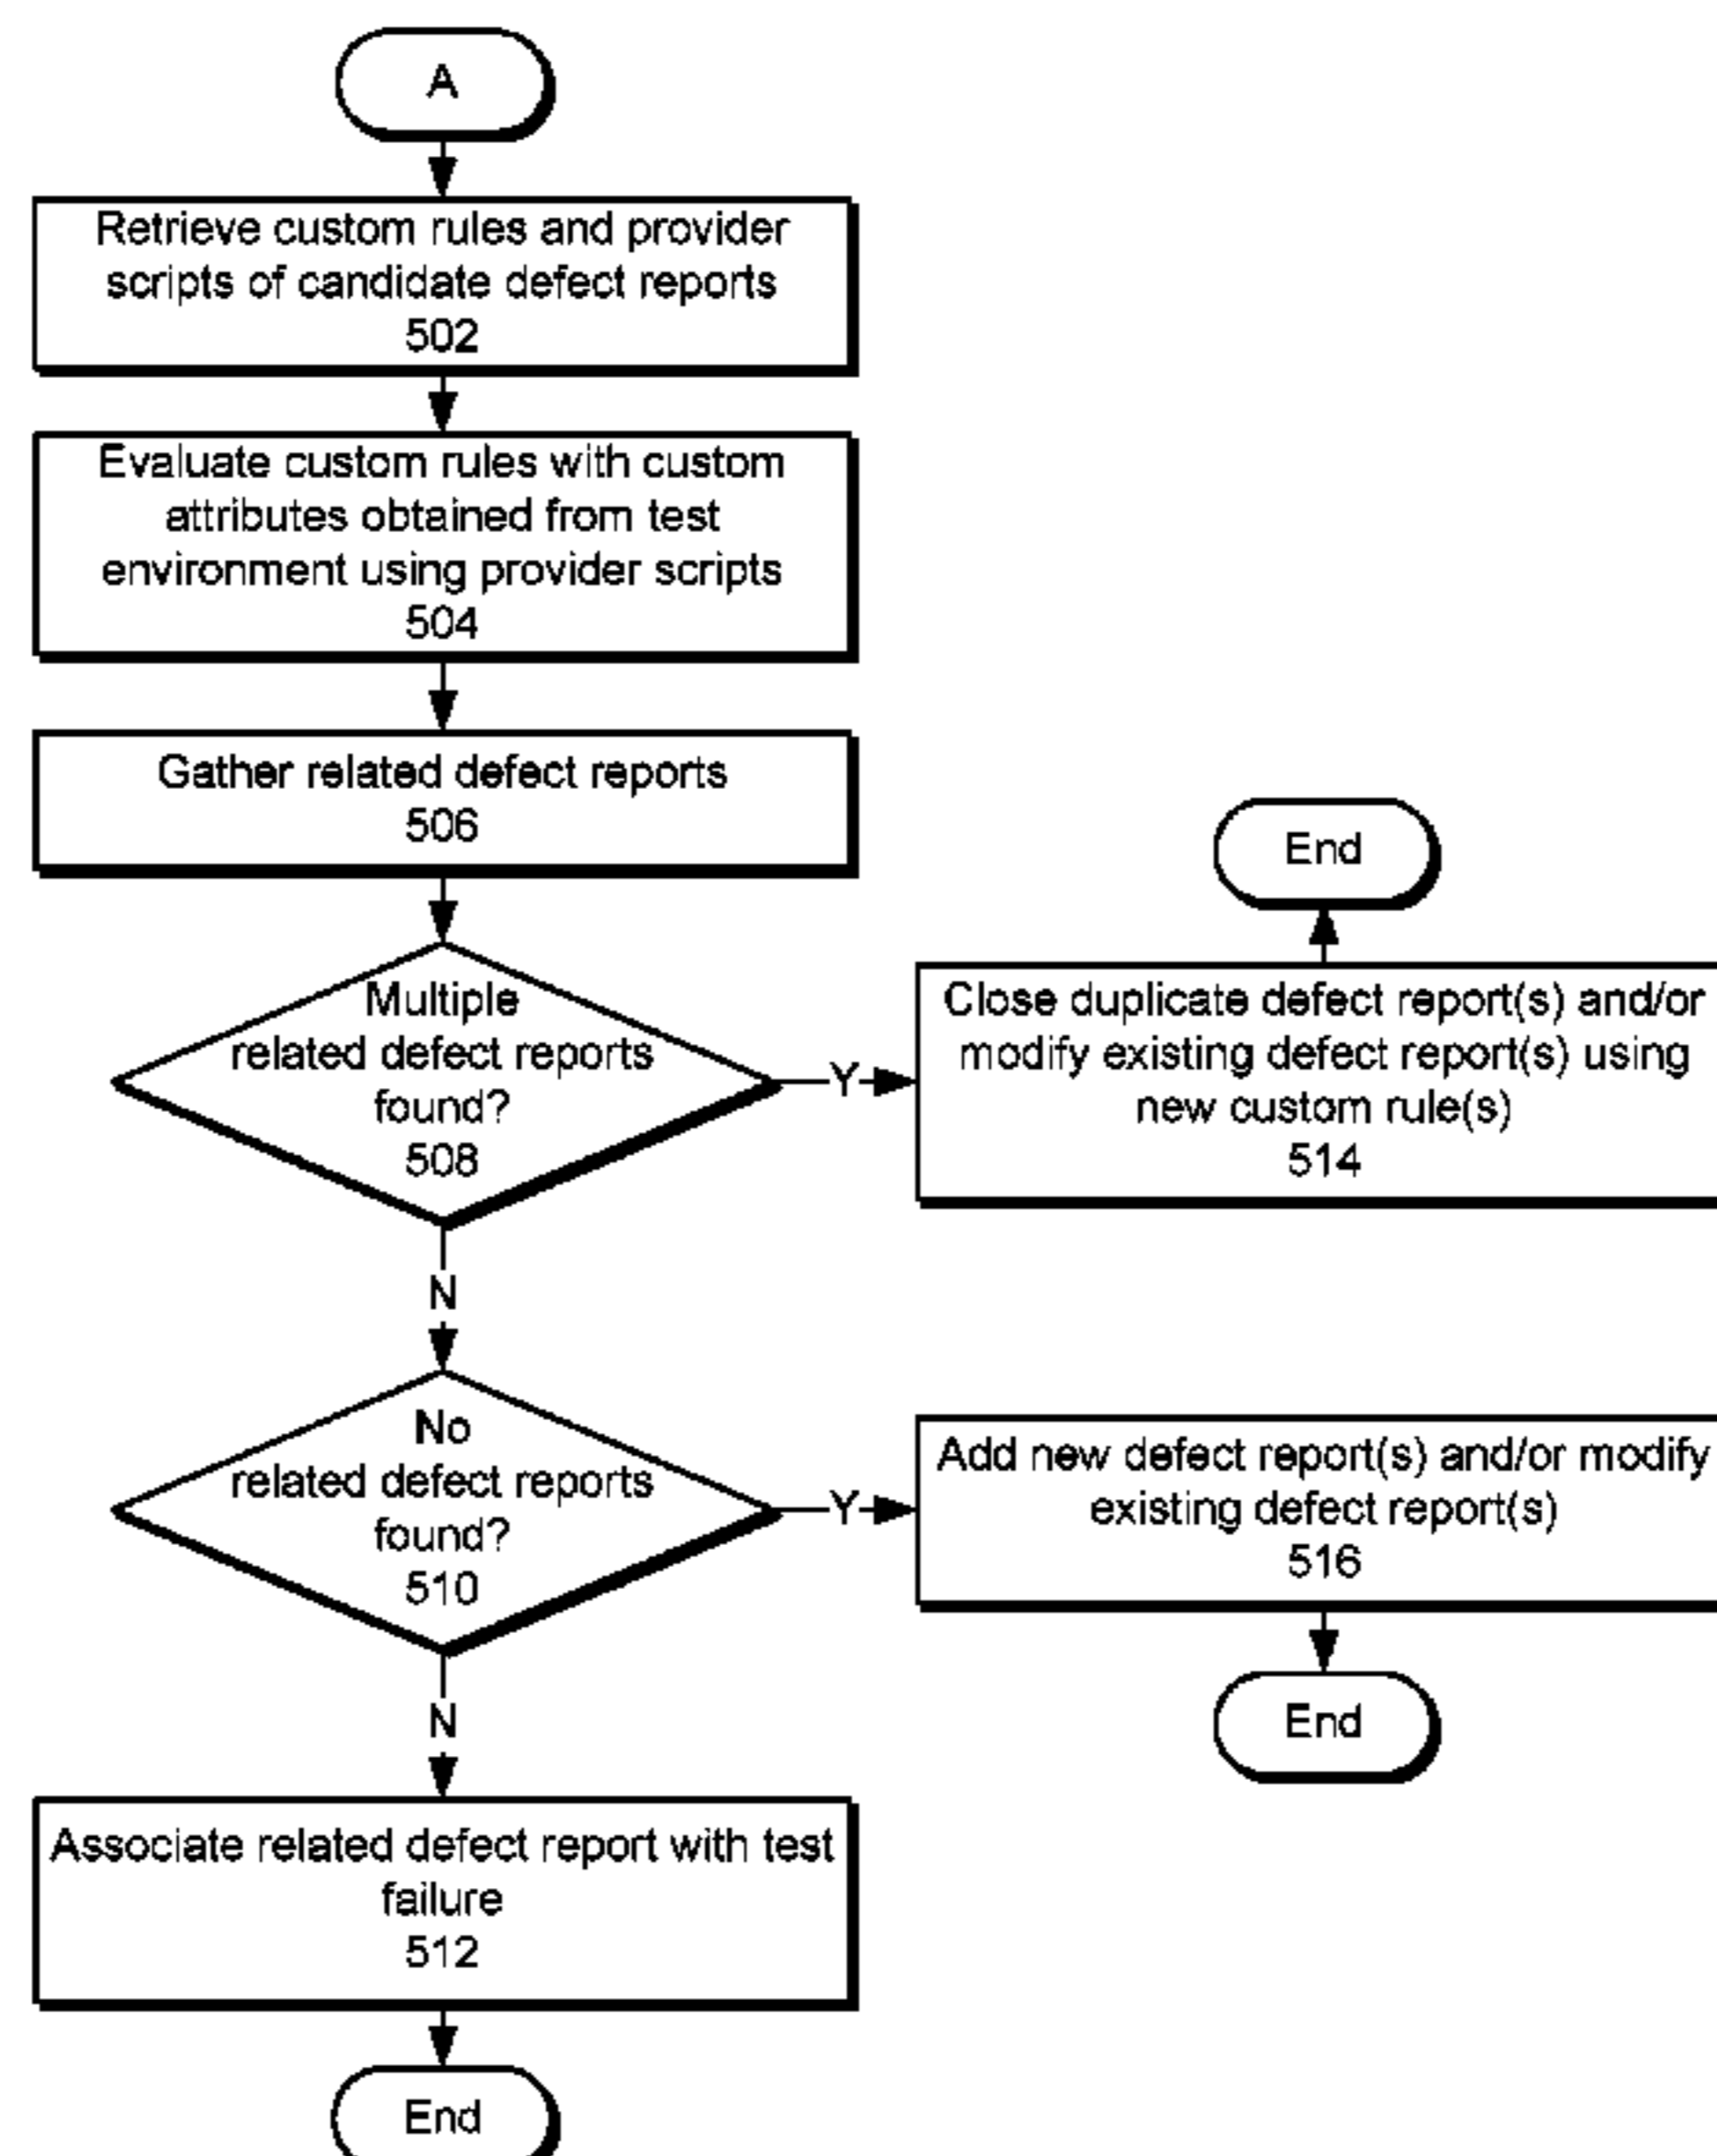 A
Retrieve custom rules and provider
scripts of candidate defect reports
502
Evaluate custom rules with custom
attributes obtained from test
environment using provider scripts
504
Gather related defect reports
506
Multiple
related defect reports
found?
508
Y
End
Close duplicate defect report(s) and/or
modify existing defect report(s) using
new custom rule(s)
514
N
No
related defect reports
found?
510
Y
Add new defect report(s) and/or modify
existing defect report(s)
516
End
N
Associate related defect report with test
failure
512
End